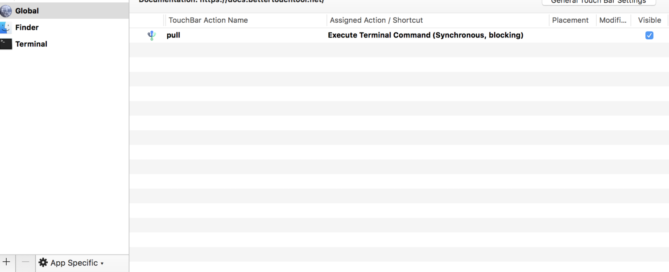 Documentation: https://docs.bettertouchtool.net/
General Touch Bar Settings
Global
Finder
Terminal
TouchBar Action Name Assigned Action / Shortcut Placement Modifi... Visible
pull Execute Terminal Command (Synchronous, blocking)
+ − App Specific